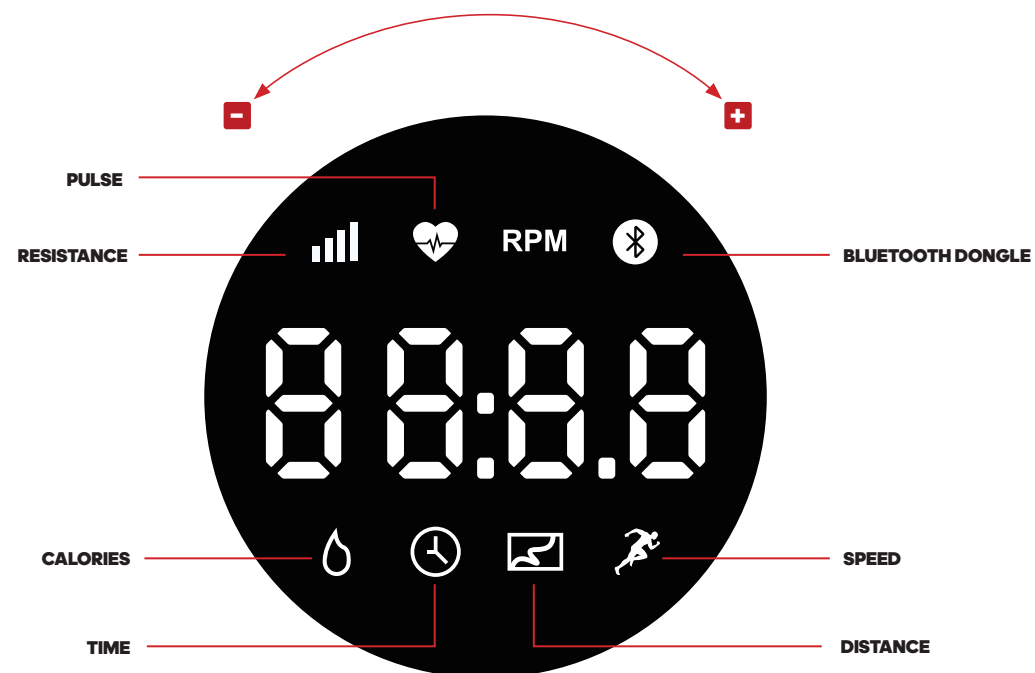 - +
PULSE
RESISTANCE
RPM
BLUETOOTH DONGLE
88:8.8
CALORIES
SPEED
TIME
DISTANCE